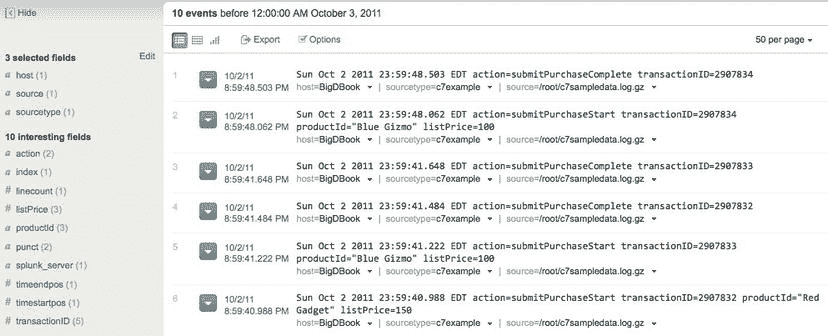 Hide
10 events before 12:00:00 AM October 3, 2011
Export
Options
50 per page
3 selected fields
Edit
a host (1)
a source (1)
a sourcetype (1)
10 interesting fields
a action (2)
a index (1)
# linecount (1)
# listPrice (3)
a productId (3)
a punct (2)
a splunk_server (1)
# timeendpos (1)
# timestartpos (1)
# transactionID (5)
1
10/2/11
8:59:48.503 PM
Sun Oct 2 2011 23:59:48.503 EDT action=submitPurchaseComplete transactionID=2907834
host=BigDBook | sourcetype=c7example | source=/root/c7sampledata.log.gz
2
10/2/11
8:59:48.062 PM
Sun Oct 2 2011 23:59:48.062 EDT action=submitPurchaseStart transactionID=2907834
productId="Blue Gizmo" listPrice=100
host=BigDBook | sourcetype=c7example | source=/root/c7sampledata.log.gz
3
10/2/11
8:59:41.648 PM
Sun Oct 2 2011 23:59:41.648 EDT action=submitPurchaseComplete transactionID=2907833
host=BigDBook | sourcetype=c7example | source=/root/c7sampledata.log.gz
4
10/2/11
8:59:41.484 PM
Sun Oct 2 2011 23:59:41.484 EDT action=submitPurchaseComplete transactionID=2907832
host=BigDBook | sourcetype=c7example | source=/root/c7sampledata.log.gz
5
10/2/11
8:59:41.222 PM
Sun Oct 2 2011 23:59:41.222 EDT action=submitPurchaseStart transactionID=2907833
productId="Blue Gizmo" listPrice=100
host=BigDBook | sourcetype=c7example | source=/root/c7sampledata.log.gz
6
10/2/11
8:59:40.988 PM
Sun Oct 2 2011 23:59:40.988 EDT action=submitPurchaseStart transactionID=2907832 productId="Red
Gadget" listPrice=150
host=BigDBook | sourcetype=c7example | source=/root/c7sampledata.log.gz